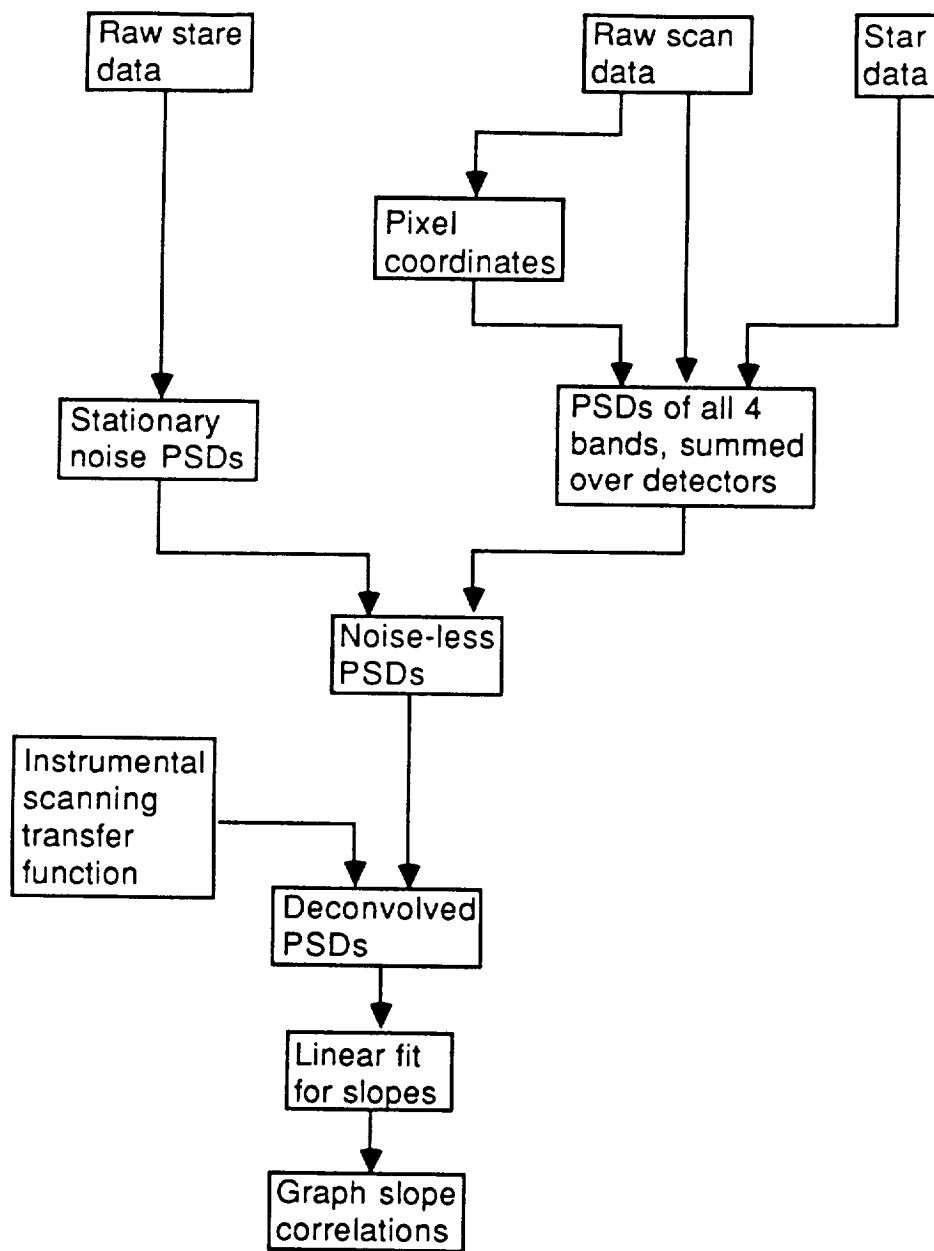 Raw stare
data
Raw scan
data
Star
data
Pixel
coordinates
Stationary
noise PSDs
PSDs of all 4
bands, summed
over detectors
Noise-less
PSDs
Instrumental
scanning
transfer
function
Deconvolved
PSDs
Linear fit
for slopes
Graph slope
correlations